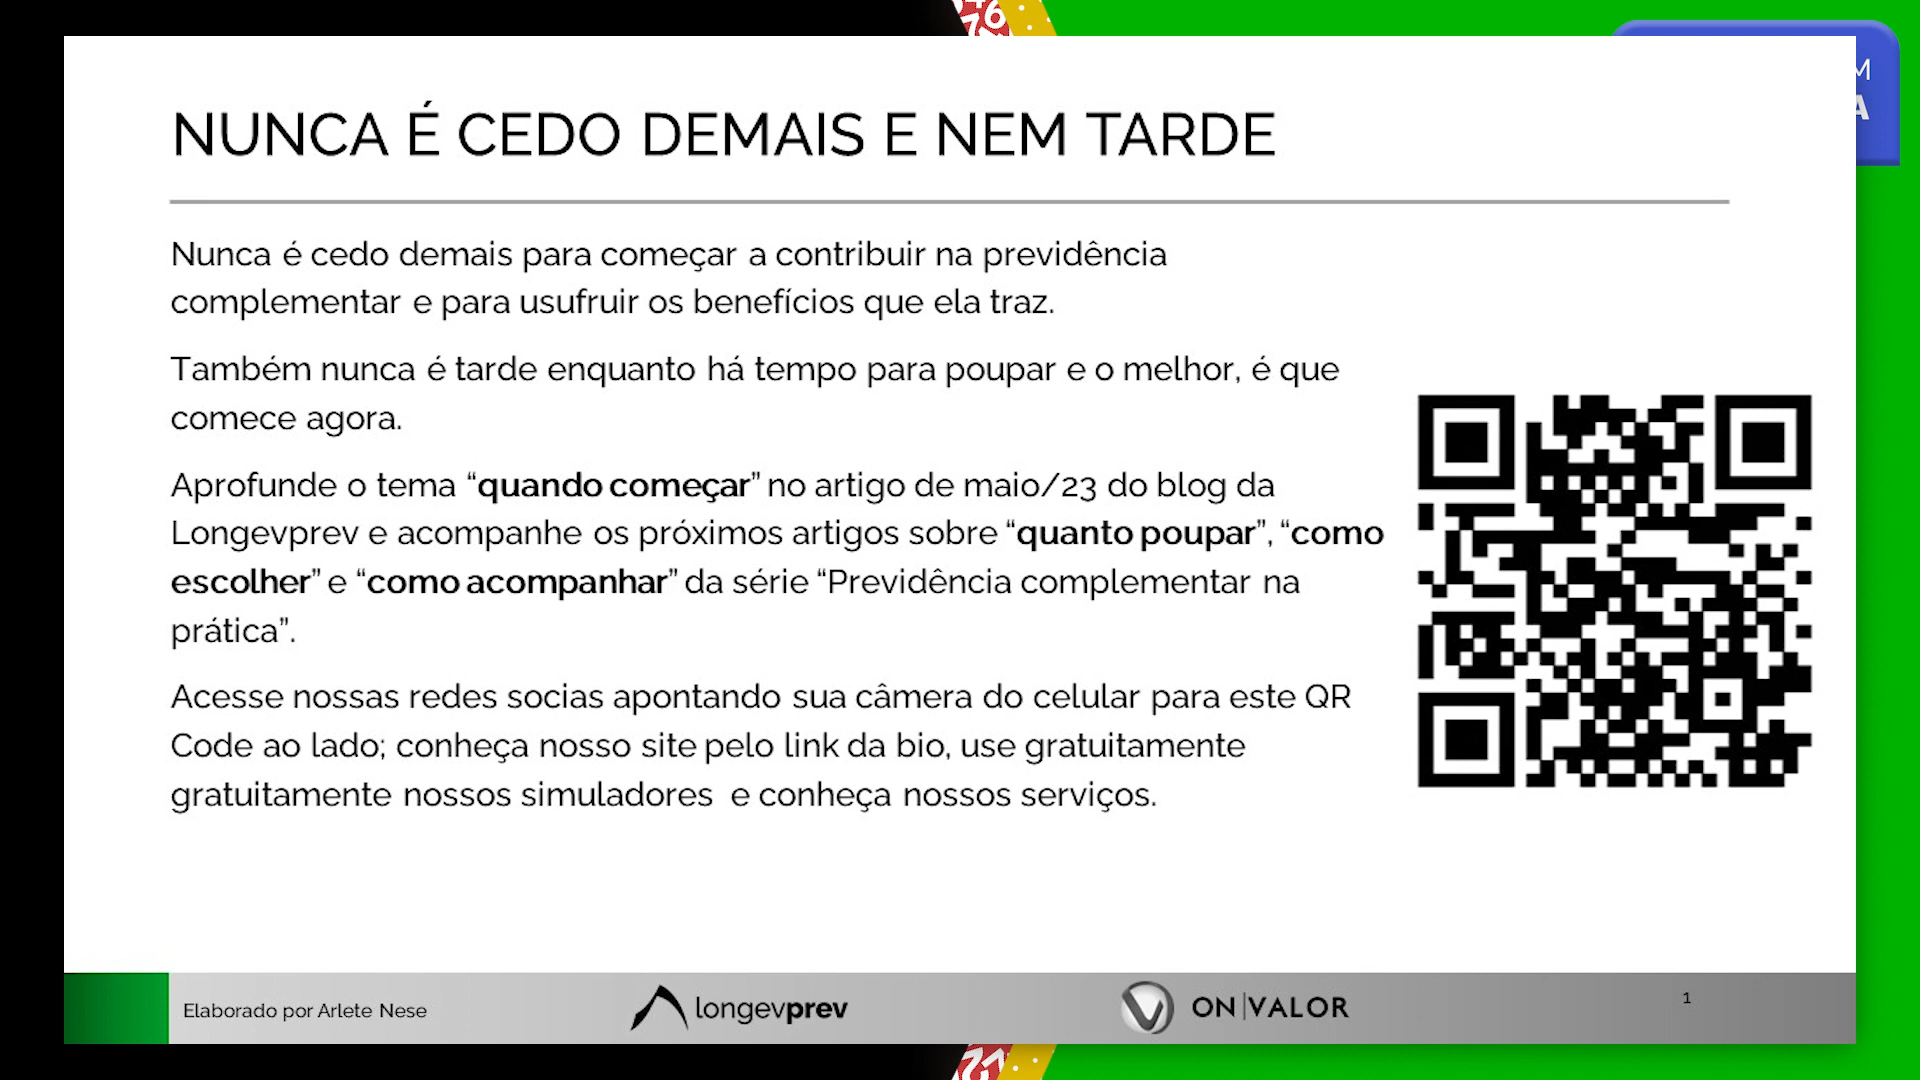 NUNCA É CEDO DEMAIS E NEM TARDE
Nunca é cedo demais para começar a contribuir na previdência
complementar e para usufruir os benefícios que ela traz.
Também nunca é tarde enquanto há tempo para poupar e o melhor, é que
comece agora.
Aprofunde o tema “quando começar” no artigo de maio/23 do blog da
Longevprev e acompanhe os próximos artigos sobre “quanto poupar”, “como
escolher” e “como acompanhar” da série “Previdência complementar na
prática”.
Acesse nossas redes socias apontando sua câmera do celular para este QR
Code ao lado; conheça nosso site pelo link da bio, use gratuitamente
gratuitamente nossos simuladores e conheça nossos serviços.
Elaborado por Arlete Nese
longevprev
ON|VALOR
1